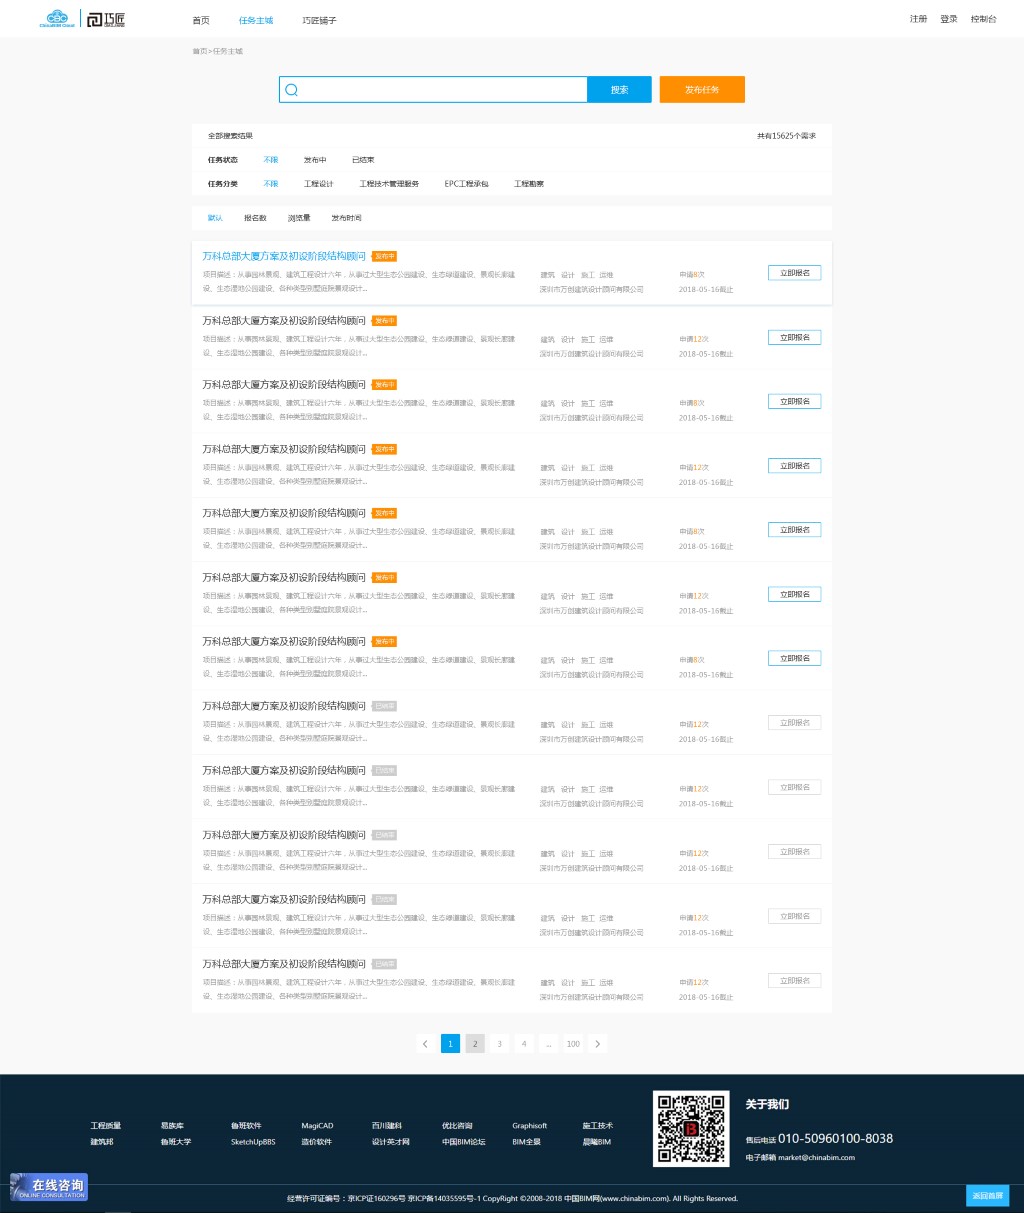 CBC ChinaBIM Cloud 巧匠
首页 任务主城 巧匠铺子
注册 登录 控制台
首页>任务主城
搜索 发布任务
全部搜索结果 共有15625个需求
任务状态 不限 发布中 已结束
任务分类 不限 工程设计 工程技术管理服务 EPC工程承包 工程勘察
默认 报名数 浏览量 发布时间
万科总部大厦方案及初设阶段结构顾问 发布中
项目描述：从事园林景观、建筑工程设计六年，从事过大型生态公园建设、生态绿道建设、景观长廊建 建筑 设计 施工 运维 申请8次 立即报名
设、生态湿地公园建设、各种类型别墅庭院景观设计... 深圳市万创建筑设计顾问有限公司 2018-05-16截止
万科总部大厦方案及初设阶段结构顾问 发布中
项目描述：从事园林景观、建筑工程设计六年，从事过大型生态公园建设、生态绿道建设、景观长廊建 建筑 设计 施工 运维 申请12次 立即报名
设、生态湿地公园建设、各种类型别墅庭院景观设计... 深圳市万创建筑设计顾问有限公司 2018-05-16截止
万科总部大厦方案及初设阶段结构顾问 发布中
项目描述：从事园林景观、建筑工程设计六年，从事过大型生态公园建设、生态绿道建设、景观长廊建 建筑 设计 施工 运维 申请8次 立即报名
设、生态湿地公园建设、各种类型别墅庭院景观设计... 深圳市万创建筑设计顾问有限公司 2018-05-16截止
万科总部大厦方案及初设阶段结构顾问 发布中
项目描述：从事园林景观、建筑工程设计六年，从事过大型生态公园建设、生态绿道建设、景观长廊建 建筑 设计 施工 运维 申请12次 立即报名
设、生态湿地公园建设、各种类型别墅庭院景观设计... 深圳市万创建筑设计顾问有限公司 2018-05-16截止
万科总部大厦方案及初设阶段结构顾问 发布中
项目描述：从事园林景观、建筑工程设计六年，从事过大型生态公园建设、生态绿道建设、景观长廊建 建筑 设计 施工 运维 申请8次 立即报名
设、生态湿地公园建设、各种类型别墅庭院景观设计... 深圳市万创建筑设计顾问有限公司 2018-05-16截止
万科总部大厦方案及初设阶段结构顾问 发布中
项目描述：从事园林景观、建筑工程设计六年，从事过大型生态公园建设、生态绿道建设、景观长廊建 建筑 设计 施工 运维 申请12次 立即报名
设、生态湿地公园建设、各种类型别墅庭院景观设计... 深圳市万创建筑设计顾问有限公司 2018-05-16截止
万科总部大厦方案及初设阶段结构顾问 发布中
项目描述：从事园林景观、建筑工程设计六年，从事过大型生态公园建设、生态绿道建设、景观长廊建 建筑 设计 施工 运维 申请8次 立即报名
设、生态湿地公园建设、各种类型别墅庭院景观设计... 深圳市万创建筑设计顾问有限公司 2018-05-16截止
万科总部大厦方案及初设阶段结构顾问 已结束
项目描述：从事园林景观、建筑工程设计六年，从事过大型生态公园建设、生态绿道建设、景观长廊建 建筑 设计 施工 运维 申请12次 立即报名
设、生态湿地公园建设、各种类型别墅庭院景观设计... 深圳市万创建筑设计顾问有限公司 2018-05-16截止
万科总部大厦方案及初设阶段结构顾问 已结束
项目描述：从事园林景观、建筑工程设计六年，从事过大型生态公园建设、生态绿道建设、景观长廊建 建筑 设计 施工 运维 申请12次 立即报名
设、生态湿地公园建设、各种类型别墅庭院景观设计... 深圳市万创建筑设计顾问有限公司 2018-05-16截止
万科总部大厦方案及初设阶段结构顾问 已结束
项目描述：从事园林景观、建筑工程设计六年，从事过大型生态公园建设、生态绿道建设、景观长廊建 建筑 设计 施工 运维 申请12次 立即报名
设、生态湿地公园建设、各种类型别墅庭院景观设计... 深圳市万创建筑设计顾问有限公司 2018-05-16截止
万科总部大厦方案及初设阶段结构顾问 已结束
项目描述：从事园林景观、建筑工程设计六年，从事过大型生态公园建设、生态绿道建设、景观长廊建 建筑 设计 施工 运维 申请12次 立即报名
设、生态湿地公园建设、各种类型别墅庭院景观设计... 深圳市万创建筑设计顾问有限公司 2018-05-16截止
万科总部大厦方案及初设阶段结构顾问 已结束
项目描述：从事园林景观、建筑工程设计六年，从事过大型生态公园建设、生态绿道建设、景观长廊建 建筑 设计 施工 运维 申请12次 立即报名
设、生态湿地公园建设、各种类型别墅庭院景观设计... 深圳市万创建筑设计顾问有限公司 2018-05-16截止
< 1 2 3 4 ... 100 >
关于我们
工程质量 易族库 鲁班软件 MagiCAD 百川建科 优比咨询 Graphisoft 施工技术
建筑邦 鲁班大学 SketchUpBBS 造价软件 设计英才网 中国BIM论坛 BIM全景 晨曦BIM
售后电话 010-50960100-8038
电子邮箱 market@chinabim.com
在线咨询
ONLINE CONSULTATION
经营许可证编号：京ICP证160296号 京ICP备14035595号-1 CopyRight ©2008-2018 中国BIM网(www.chinabim.com). All Rights Reserved.
返回首屏